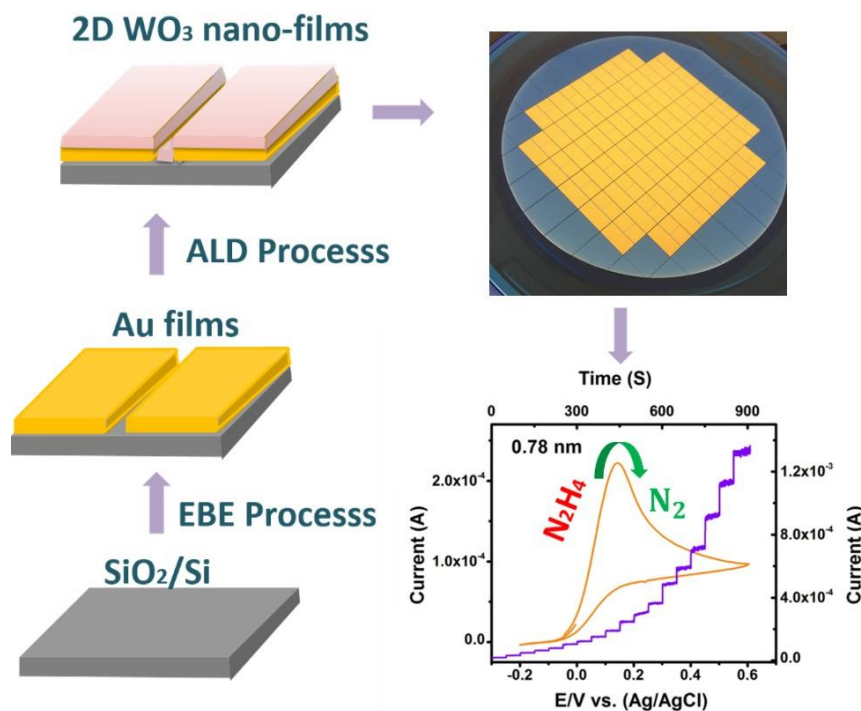 2D WO₃ nano-films
ALD Processs
Au films
EBE Processs
SiO₂/Si
Time (S)
0 300 600 900
0.78 nm
N₂H₄
N₂
Current (A)
2.0x10⁻⁴
1.0x10⁻⁴
0.0
Current (A)
1.2x10⁻³
8.0x10⁻⁴
4.0x10⁻⁴
0.0
0.0 0.2 0.4 0.6
E/V vs. (Ag/AgCl)